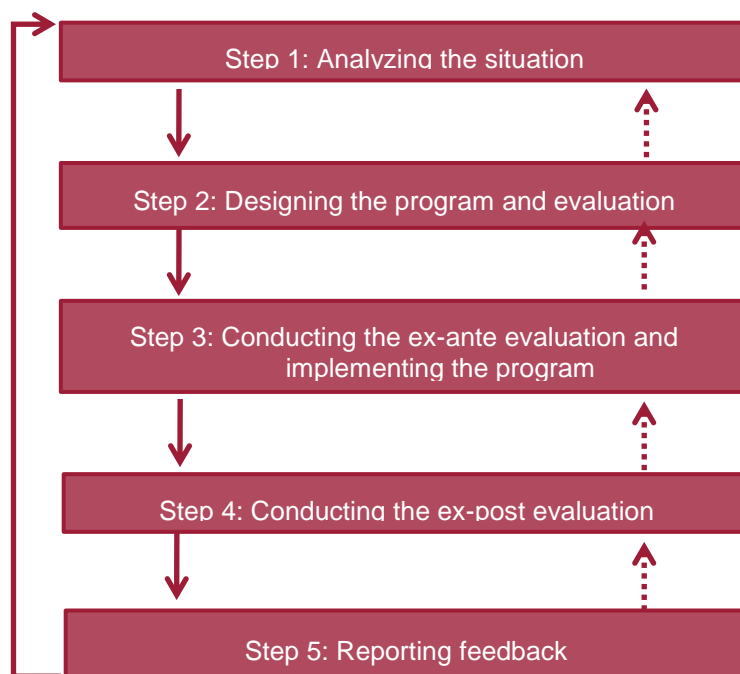 Step 1: Analyzing the situation
Step 2: Designing the program and evaluation
Step 3: Conducting the ex-ante evaluation and
implementing the program
Step 4: Conducting the ex-post evaluation
Step 5: Reporting feedback